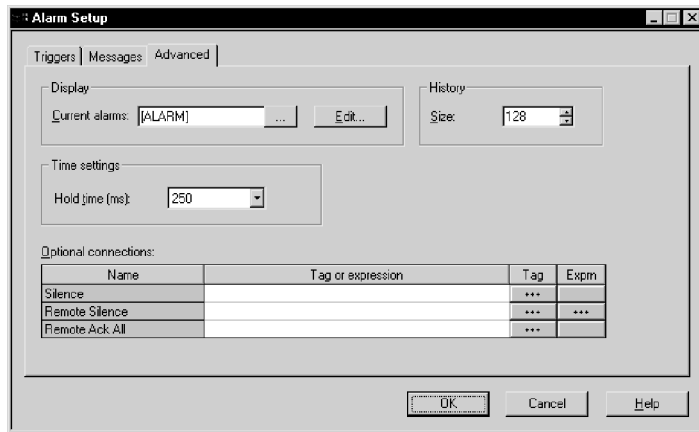 Alarm Setup
Triggers Messages Advanced
Display
Current alarms: [ALARM] ... Edit...
History
Size: 128
Time settings
Hold time (ms): 250
Optional connections:
Name Tag or expression Tag Exprn
Silence +++
Remote Silence +++ +++
Remote Ack All +++
OK Cancel Help